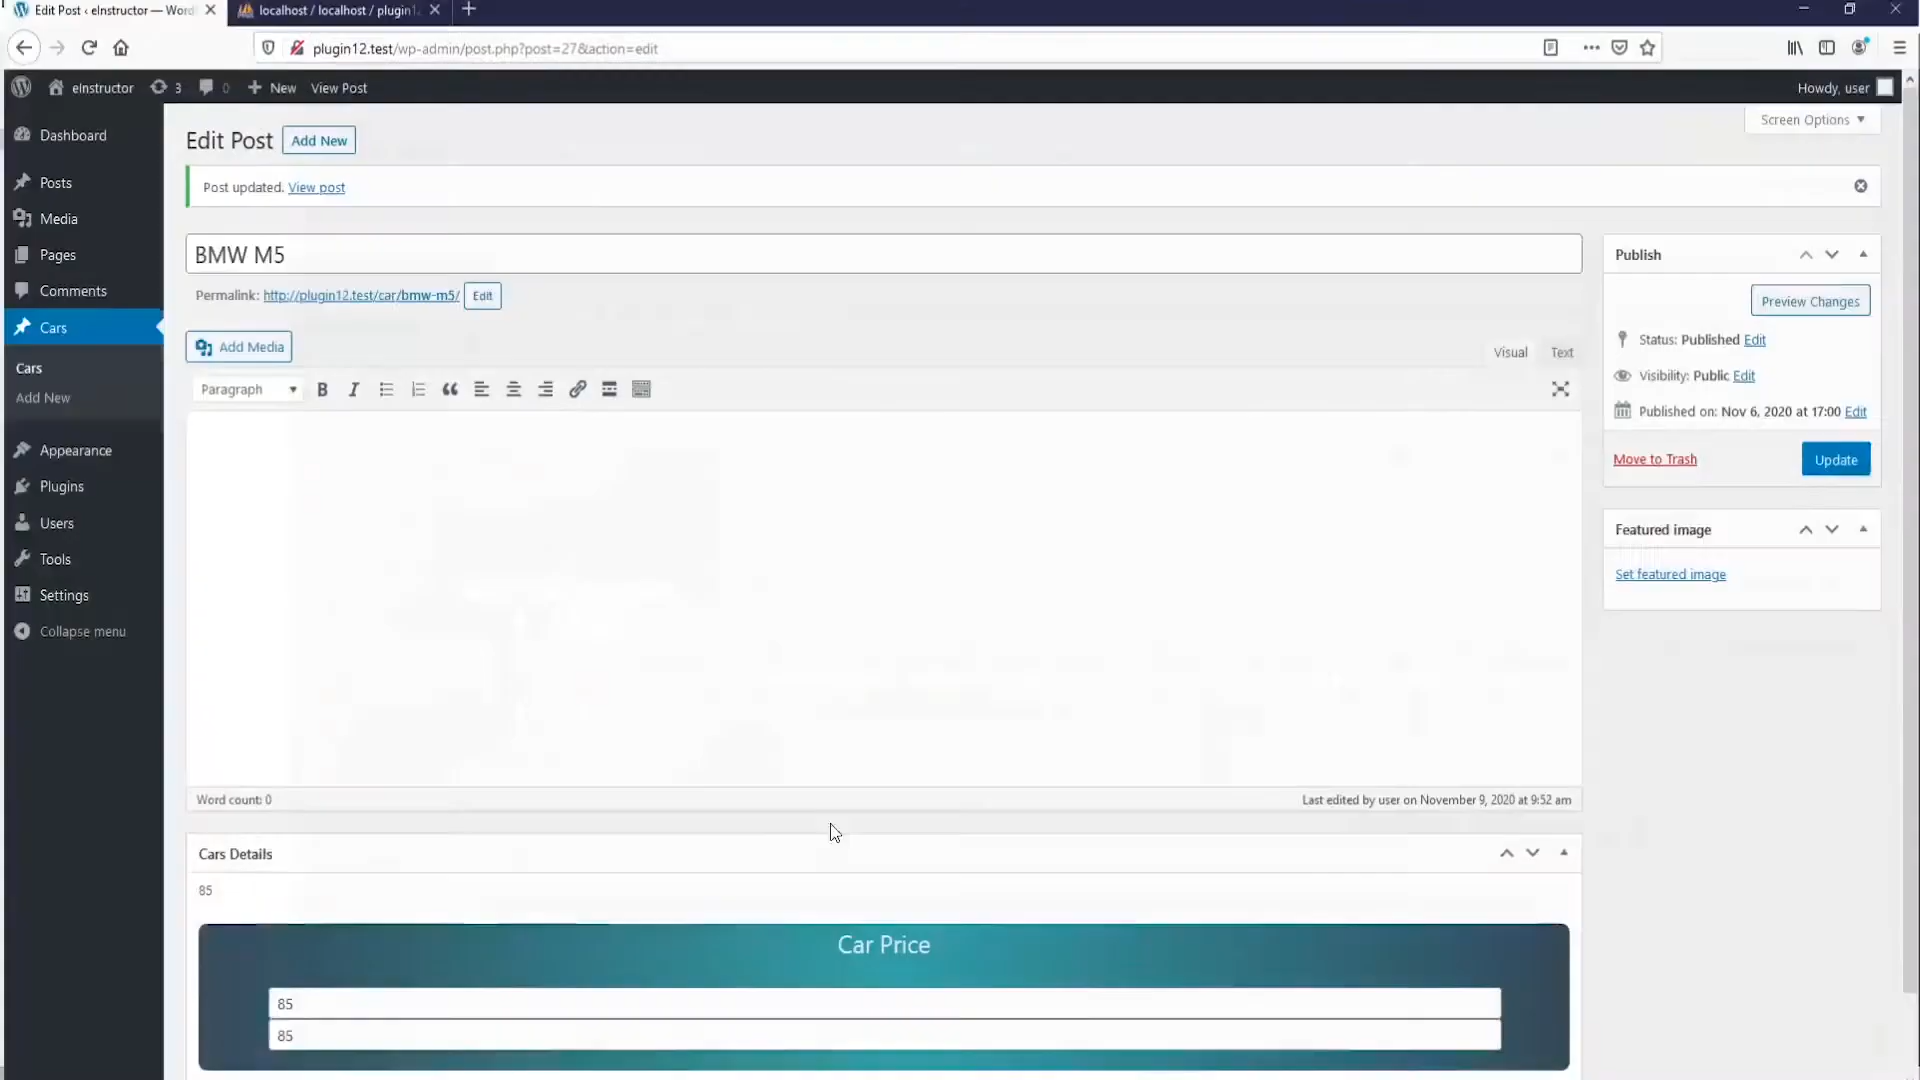 Edit Post ‹ eInstructor — Word
localhost / localhost / plugin1
plugin12.test/wp-admin/post.php?post=27&action=edit
eInstructor 3 0 New View Post
Howdy, user
Dashboard
Posts
Media
Pages
Comments
Cars
Cars
Add New
Appearance
Plugins
Users
Tools
Settings
Collapse menu
Screen Options
Edit Post Add New
Post updated. View post
BMW M5
Permalink: http://plugin12.test/car/bmw-m5/ Edit
Add Media
Visual Text
Paragraph
Word count: 0
Last edited by user on November 9, 2020 at 9:52 am
Cars Details
85
Car Price
85
85
Publish
Preview Changes
Status: Published Edit
Visibility: Public Edit
Published on: Nov 6, 2020 at 17:00 Edit
Move to Trash Update
Featured image
Set featured image